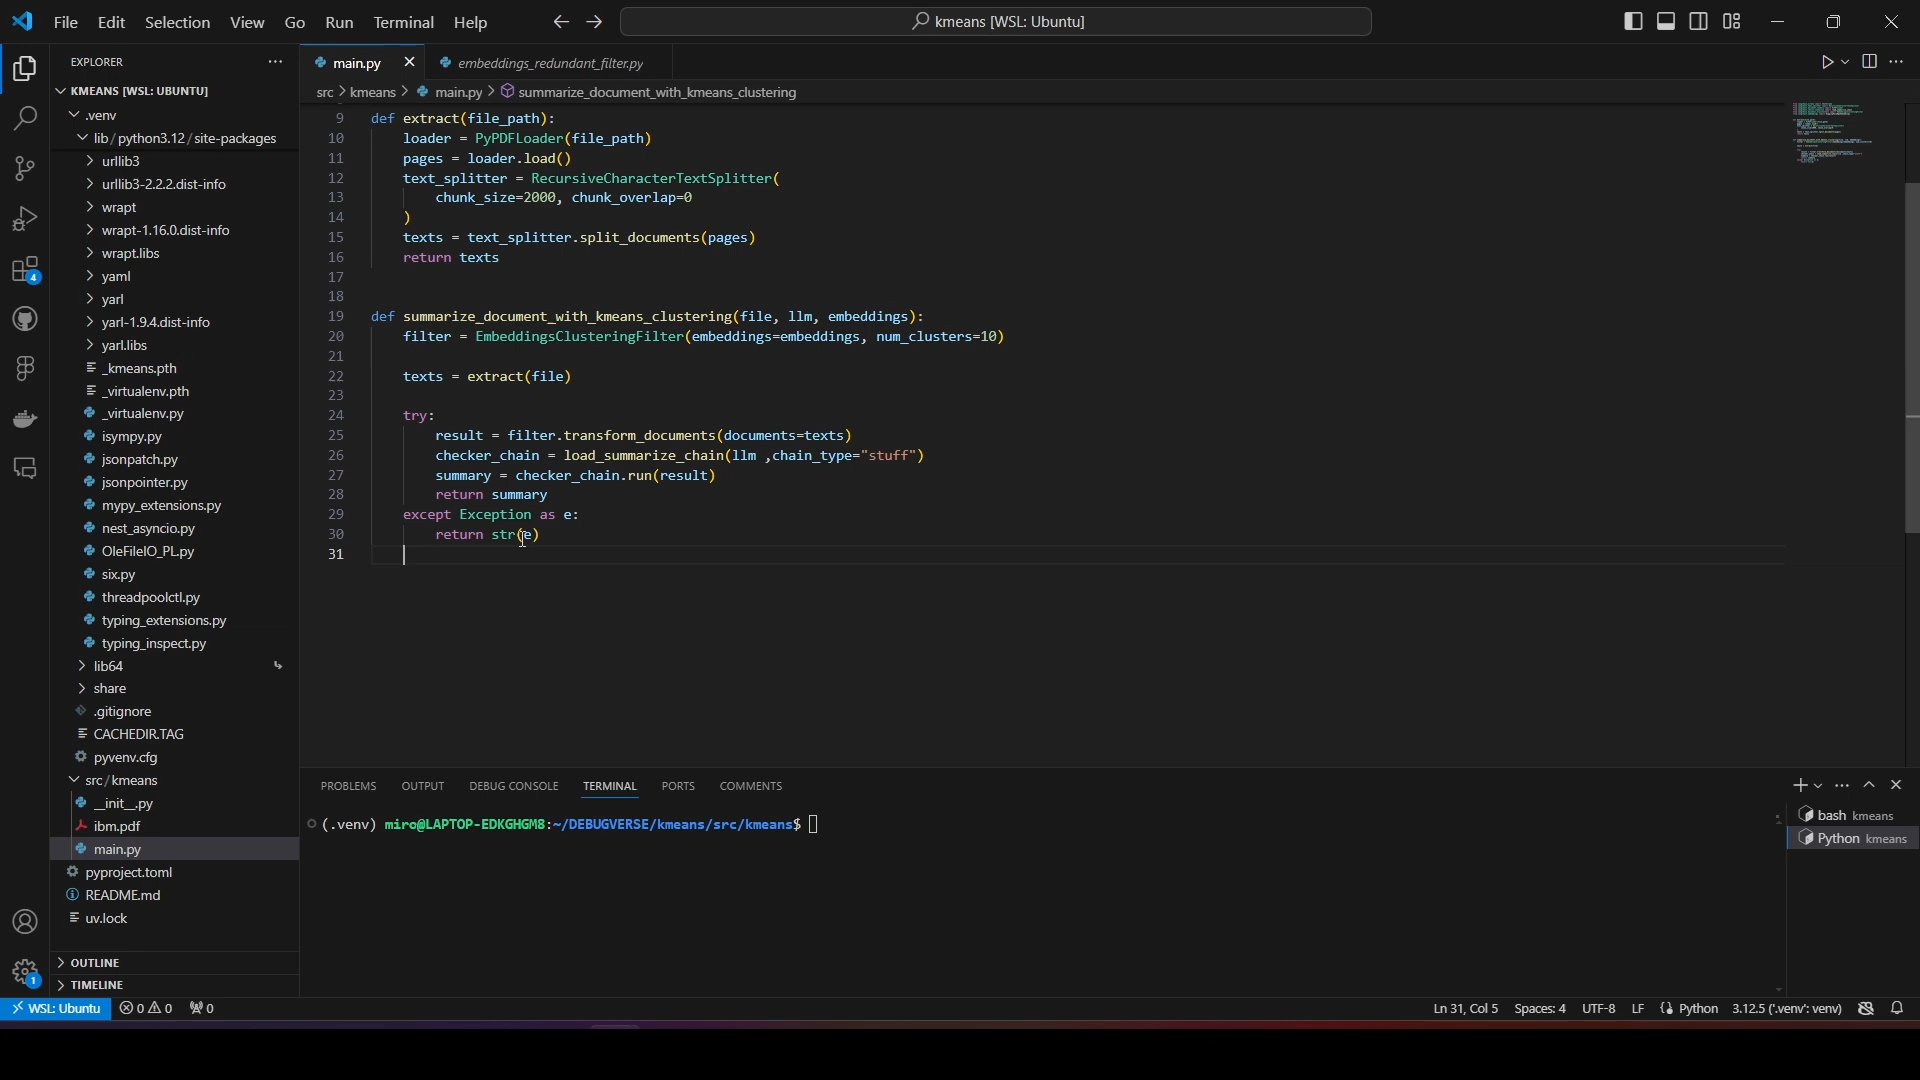 File Edit Selection View Go Run Terminal Help
kmeans [WSL: Ubuntu]
EXPLORER
KMEANS [WSL: UBUNTU]
.venv
lib / python3.12 / site-packages
urllib3
urllib3-2.2.2.dist-info
wrapt
wrapt-1.16.0.dist-info
wrapt.libs
yaml
yarl
yarl-1.9.4.dist-info
yarl.libs
_kmeans.pth
_virtualenv.pth
_virtualenv.py
isympy.py
jsonpatch.py
jsonpointer.py
mypy_extensions.py
nest_asyncio.py
OleFileIO_PL.py
six.py
threadpoolctl.py
typing_extensions.py
typing_inspect.py
lib64
share
.gitignore
CACHEDIR.TAG
pyvenv.cfg
src / kmeans
__init__.py
ibm.pdf
main.py
pyproject.toml
README.md
uv.lock
OUTLINE
TIMELINE
4
1
main.py embeddings_redundant_filter.py
src > kmeans > main.py > summarize_document_with_kmeans_clustering
9 def extract(file_path):
10 loader = PyPDFLoader(file_path)
11 pages = loader.load()
12 text_splitter = RecursiveCharacterTextSplitter(
13 chunk_size=2000, chunk_overlap=0
14 )
15 texts = text_splitter.split_documents(pages)
16 return texts
17
18
19 def summarize_document_with_kmeans_clustering(file, llm, embeddings):
20 filter = EmbeddingsClusteringFilter(embeddings=embeddings, num_clusters=10)
21
22 texts = extract(file)
23
24 try:
25 result = filter.transform_documents(documents=texts)
26 checker_chain = load_summarize_chain(llm ,chain_type="stuff")
27 summary = checker_chain.run(result)
28 return summary
29 except Exception as e:
30 return str(e)
31
PROBLEMS OUTPUT DEBUG CONSOLE TERMINAL PORTS COMMENTS
(.venv) miro@LAPTOP-EDKGHGM8:~/DEBUGVERSE/kmeans/src/kmeans$
bash kmeans
Python kmeans
WSL: Ubuntu 0 0 0 Ln 31, Col 5 Spaces: 4 UTF-8 LF Python 3.12.5 ('.venv': venv)